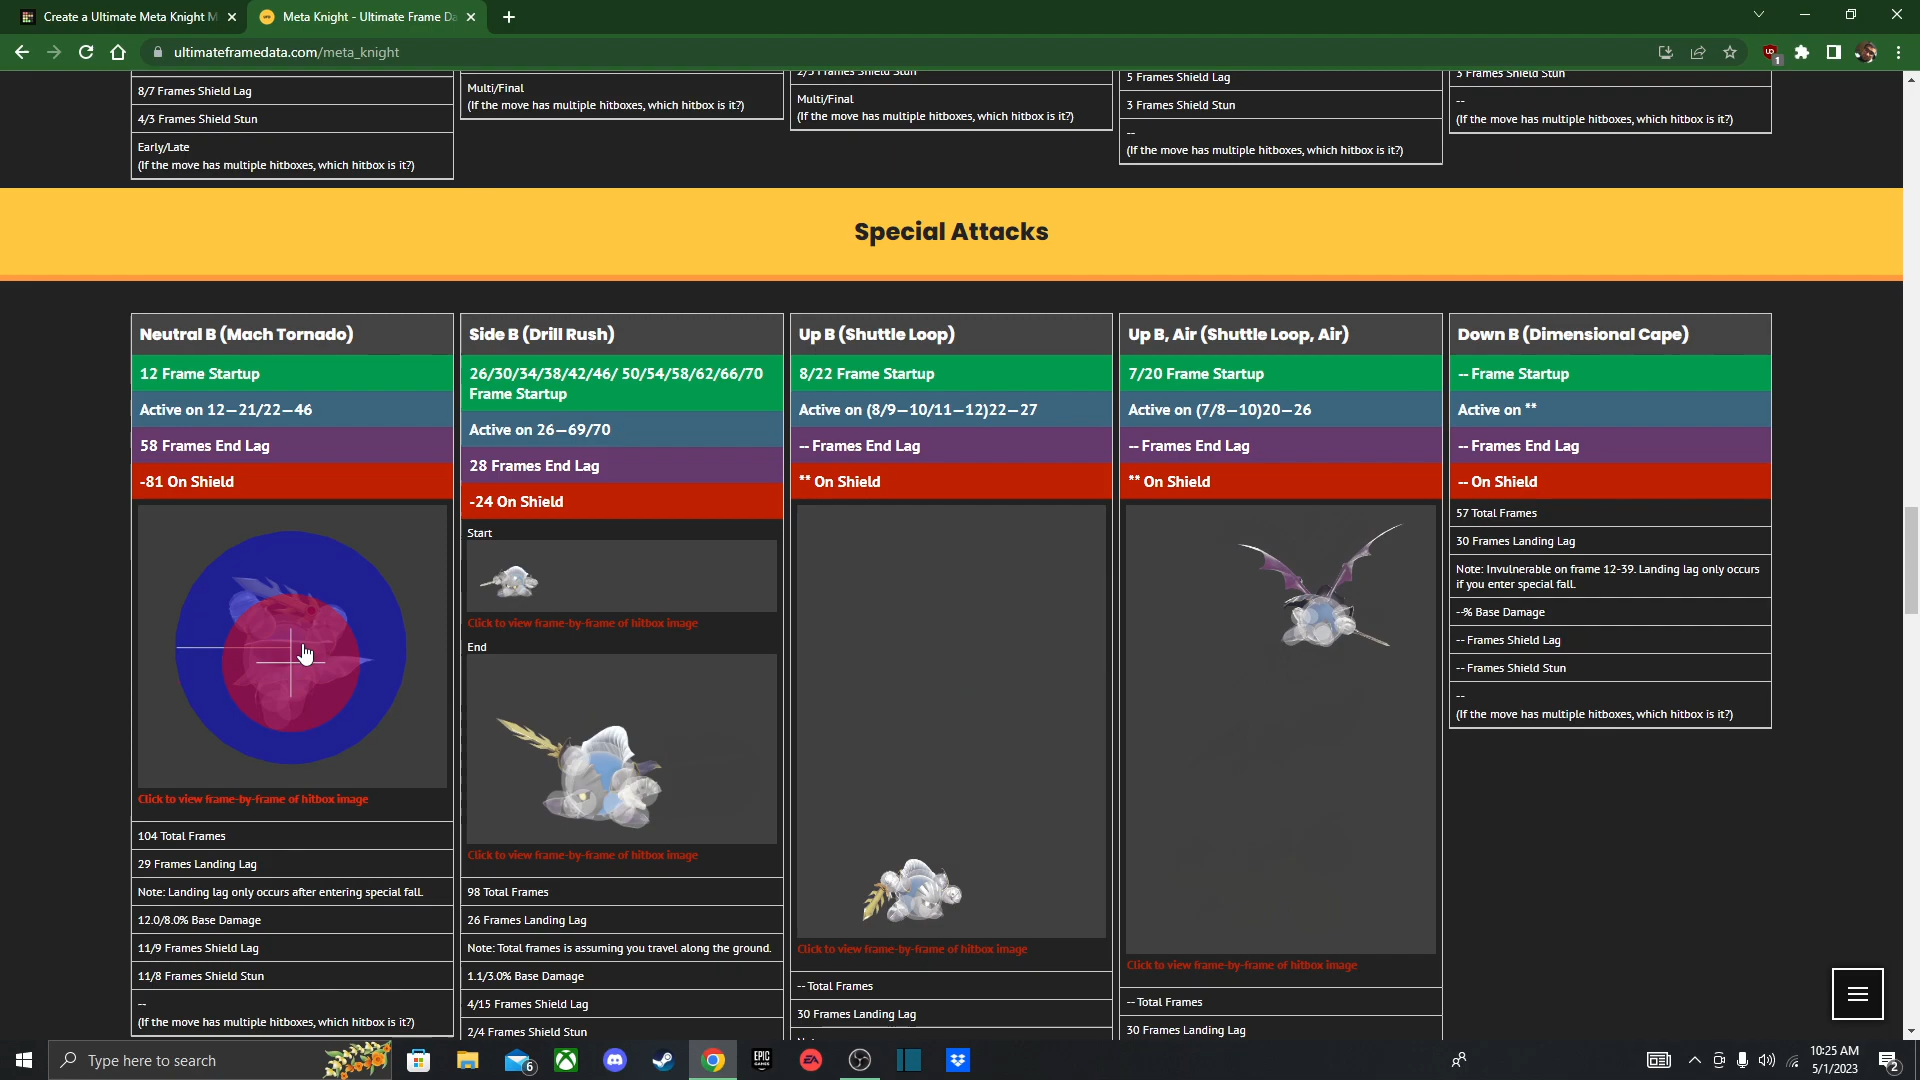 Create a Ultimate Meta Knight M
Meta Knight - Ultimate Frame Da
ultimateframedata.com/meta_knight
8/7 Frames Shield Lag
4/3 Frames Shield Stun
Early/Late
(If the move has multiple hitboxes, which hitbox is it?)
Multi/Final
(If the move has multiple hitboxes, which hitbox is it?)
2/5 Frames Shield Stun
Multi/Final
(If the move has multiple hitboxes, which hitbox is it?)
5 Frames Shield Lag
3 Frames Shield Stun
--
(If the move has multiple hitboxes, which hitbox is it?)
3 Frames Shield Stun
--
(If the move has multiple hitboxes, which hitbox is it?)
Special Attacks
Neutral B (Mach Tornado)
12 Frame Startup
Active on 12—21/22—46
58 Frames End Lag
-81 On Shield
Click to view frame-by-frame of hitbox image
104 Total Frames
29 Frames Landing Lag
Note: Landing lag only occurs after entering special fall.
12.0/8.0% Base Damage
11/9 Frames Shield Lag
11/8 Frames Shield Stun
--
(If the move has multiple hitboxes, which hitbox is it?)
Side B (Drill Rush)
26/30/34/38/42/46/ 50/54/58/62/66/70
Frame Startup
Active on 26—69/70
28 Frames End Lag
-24 On Shield
Start
Click to view frame-by-frame of hitbox image
End
Click to view frame-by-frame of hitbox image
98 Total Frames
26 Frames Landing Lag
Note: Total frames is assuming you travel along the ground.
1.1/3.0% Base Damage
4/15 Frames Shield Lag
2/4 Frames Shield Stun
Up B (Shuttle Loop)
8/22 Frame Startup
Active on (8/9—10/11—12)22—27
-- Frames End Lag
** On Shield
Click to view frame-by-frame of hitbox image
-- Total Frames
30 Frames Landing Lag
Up B, Air (Shuttle Loop, Air)
7/20 Frame Startup
Active on (7/8—10)20—26
-- Frames End Lag
** On Shield
Click to view frame-by-frame of hitbox image
-- Total Frames
30 Frames Landing Lag
Down B (Dimensional Cape)
-- Frame Startup
Active on **
-- Frames End Lag
-- On Shield
57 Total Frames
30 Frames Landing Lag
Note: Invulnerable on frame 12-39. Landing lag only occurs
if you enter special fall.
--% Base Damage
-- Frames Shield Lag
-- Frames Shield Stun
--
(If the move has multiple hitboxes, which hitbox is it?)
Type here to search
6
EPIC
GAMES
EA
10:25 AM
5/1/2023
2